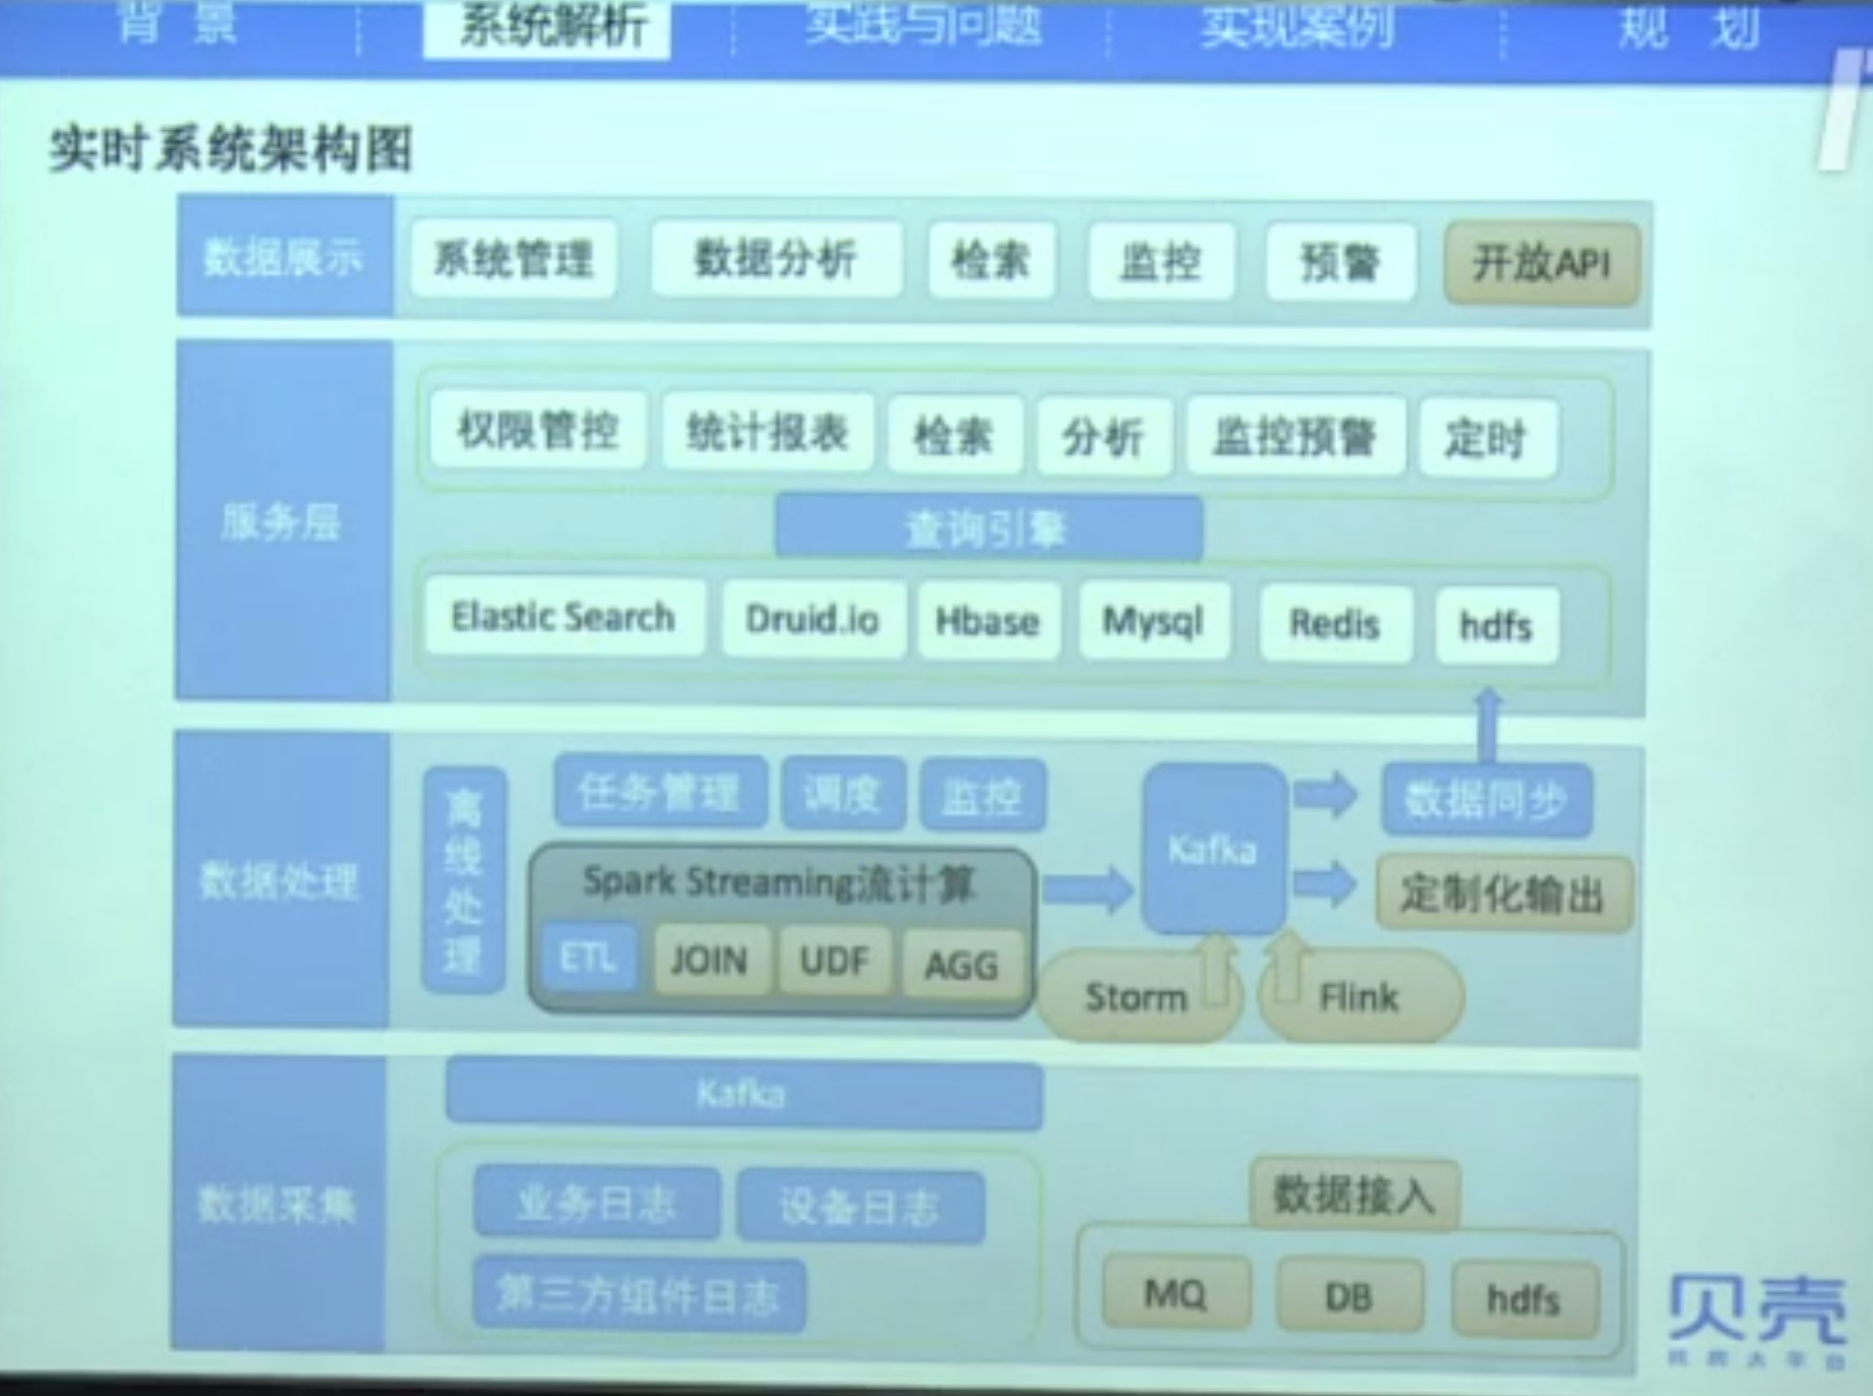 背 景 系统解析 实践与问题 实现案例 规 划
实时系统架构图
数据展示 系统管理 数据分析 检索 监控 预警 开放API
权限管控 统计报表 检索 分析 监控预警 定时
服务层 查询引擎
Elastic Search Druid.io Hbase Mysql Redis hdfs
数据处理
离线处理
任务管理 调度 监控
Spark Streaming流计算
ETL JOIN UDF AGG
Kafka
数据同步
定制化输出
Storm Flink
数据采集
Kafka
业务日志 设备日志
第三方组件日志
数据接入
MQ DB hdfs
贝壳